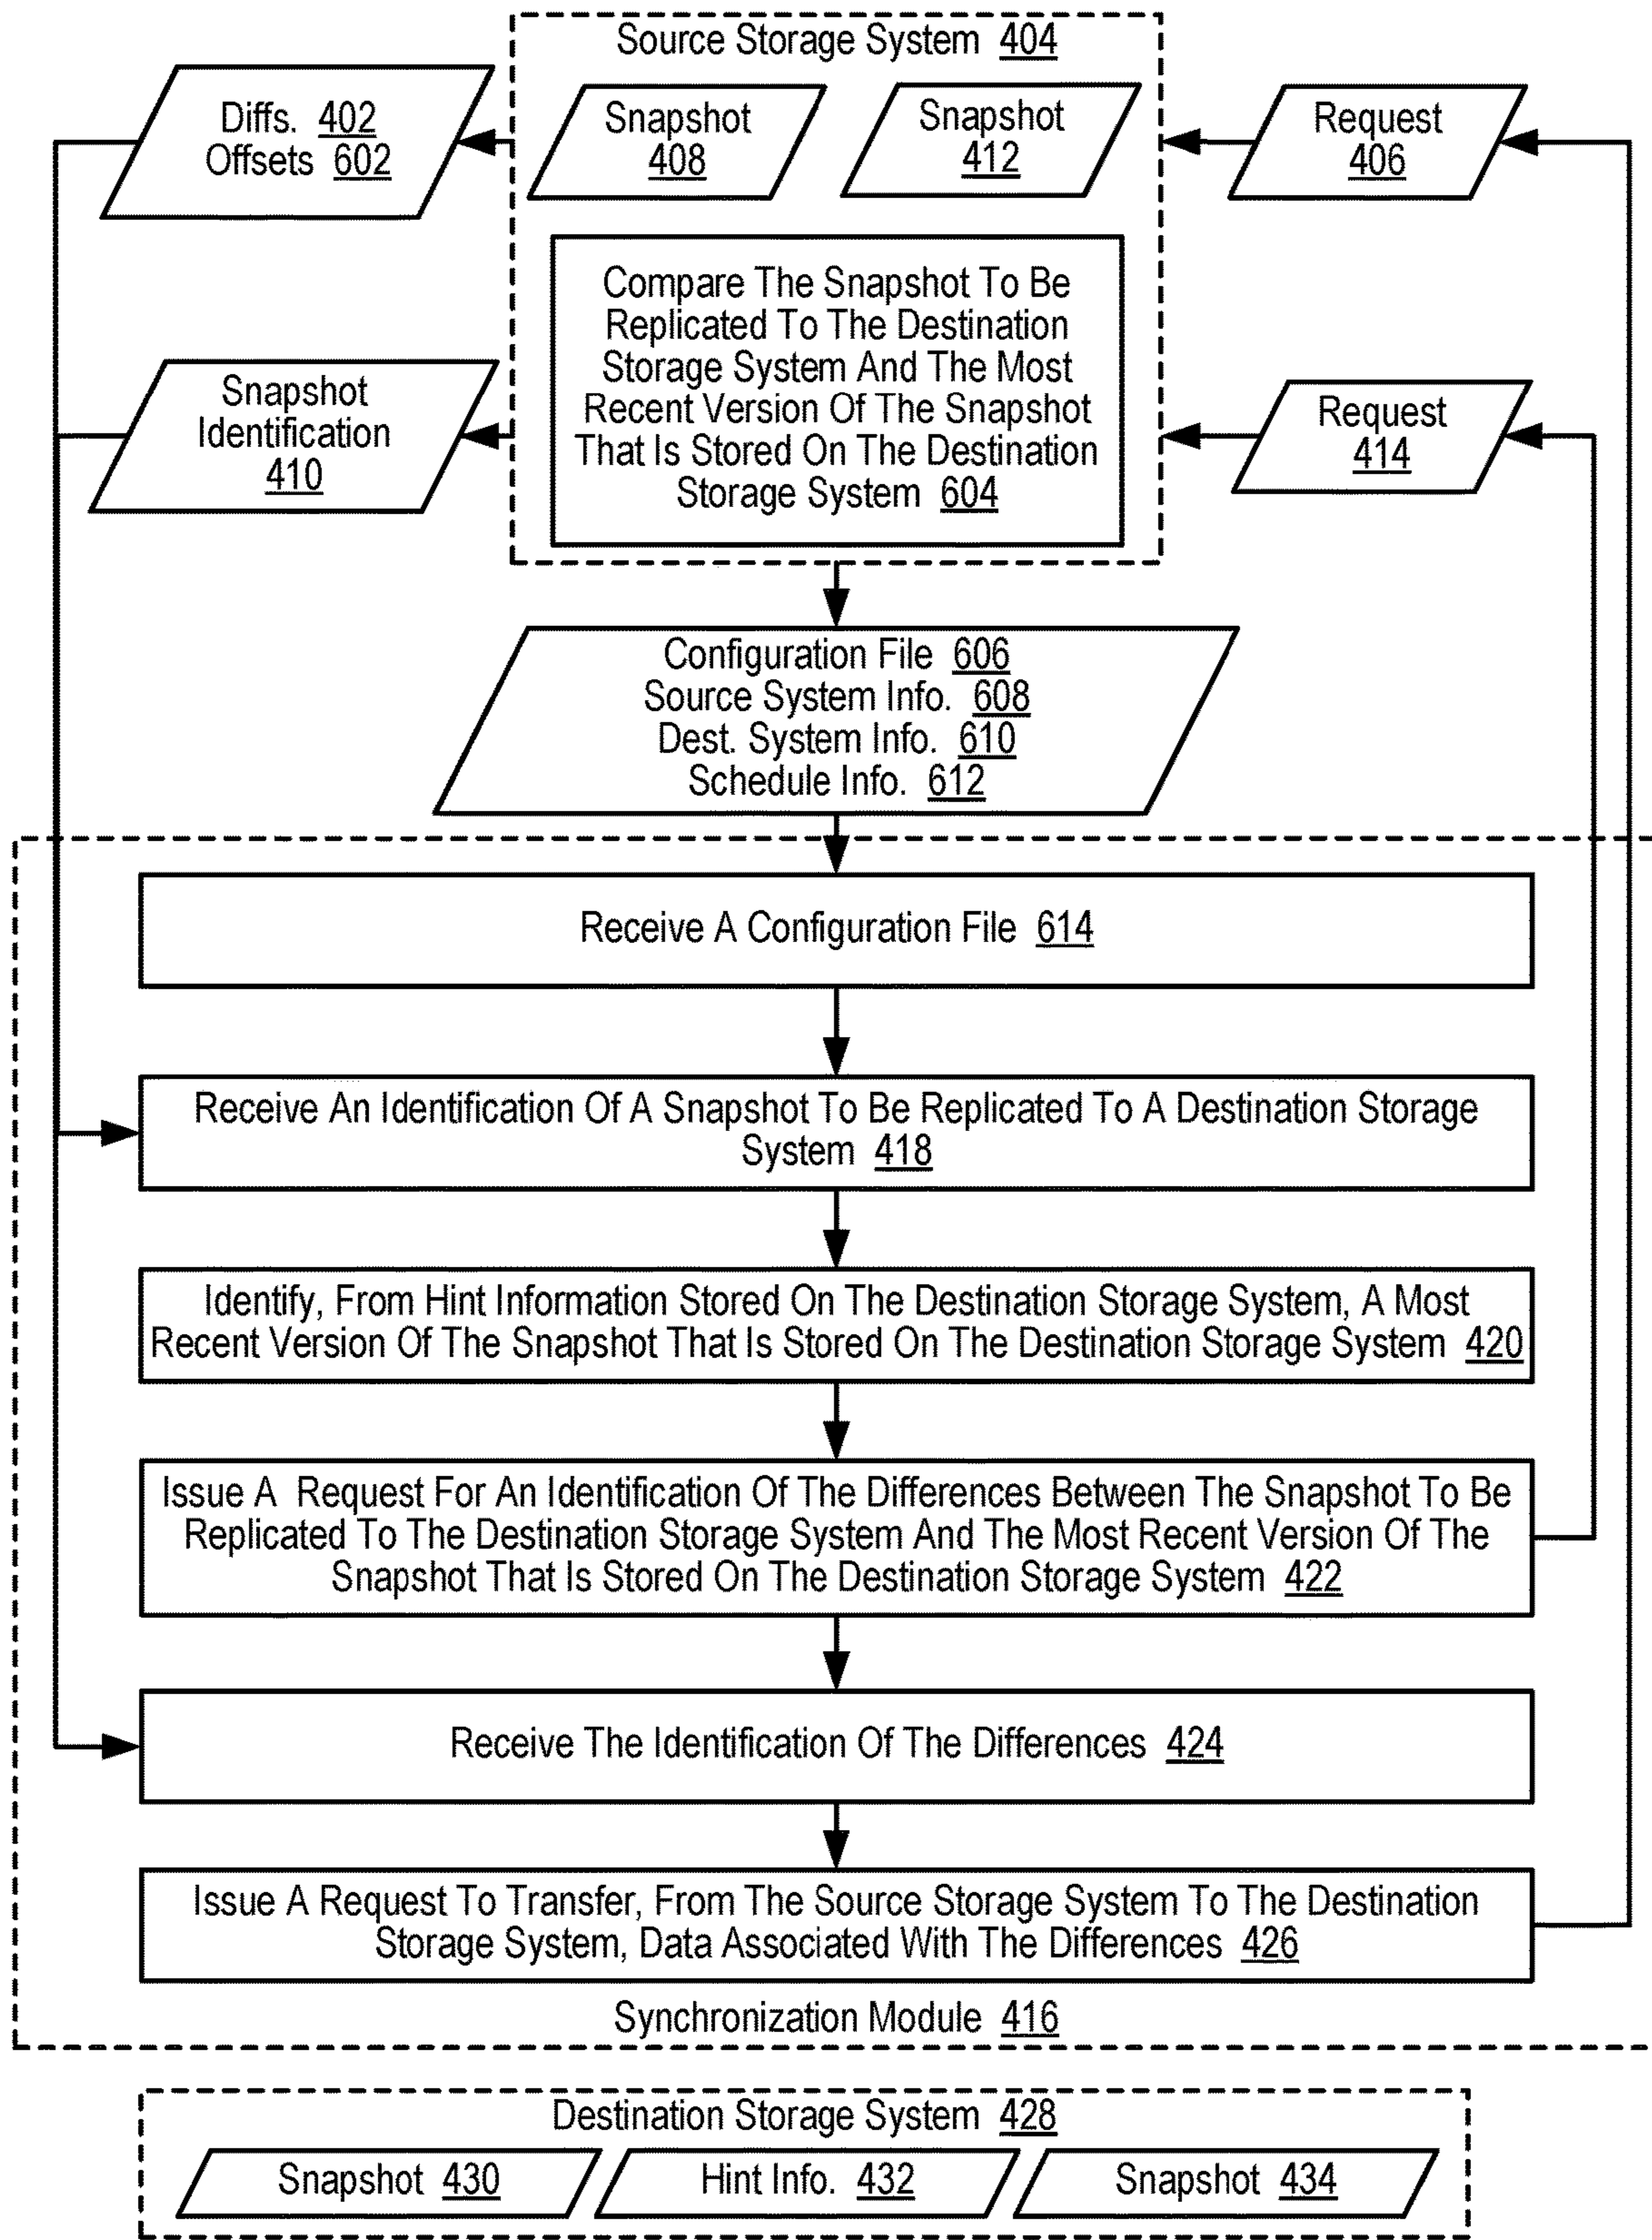 Source Storage System 404
Diffs. 402
Offsets 602
Snapshot
408
Snapshot
412
Request
406
Compare The Snapshot To Be
Replicated To The Destination
Storage System And The Most
Recent Version Of The Snapshot
That Is Stored On The Destination
Storage System 604
Snapshot
Identification
410
Request
414
Configuration File 606
Source System Info. 608
Dest. System Info. 610
Schedule Info. 612
Receive A Configuration File 614
Receive An Identification Of A Snapshot To Be Replicated To A Destination Storage
System 418
Identify, From Hint Information Stored On The Destination Storage System, A Most
Recent Version Of The Snapshot That Is Stored On The Destination Storage System 420
Issue A Request For An Identification Of The Differences Between The Snapshot To Be
Replicated To The Destination Storage System And The Most Recent Version Of The
Snapshot That Is Stored On The Destination Storage System 422
Receive The Identification Of The Differences 424
Issue A Request To Transfer, From The Source Storage System To The Destination
Storage System, Data Associated With The Differences 426
Synchronization Module 416
Destination Storage System 428
Snapshot 430
Hint Info. 432
Snapshot 434